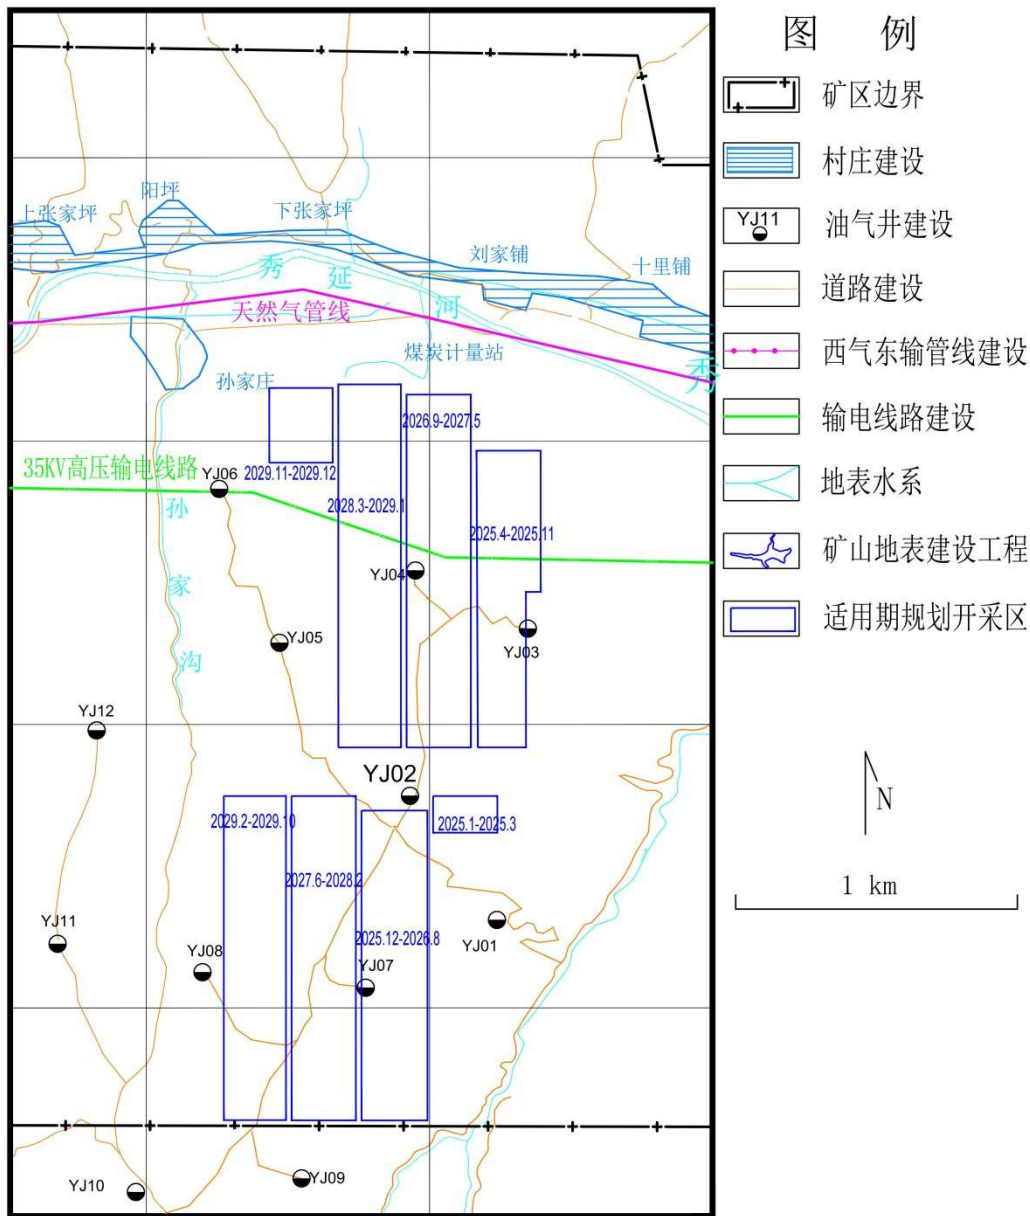 图 例
矿区边界
村庄建设
YJ11
油气井建设
道路建设
西气东输管线建设
输电线路建设
地表水系
矿山地表建设工程
适用期规划开采区
N
1 km
阳坪
上张家坪
下张家坪
刘家铺
十里铺
秀
延
河
天然气管线
煤炭计量站
秀
孙家庄
2026.9-2027.5
35KV高压输电线路
YJ06
2029.11-2029.12
2028.3-2029.1
孙
2025.4-2025.11
YJ04
家
YJ05
YJ03
沟
YJ12
YJ02
2029.2-2029.10
2025.1-2025.3
2027.6-2028.2
YJ11
YJ08
2025.12-2026.8
YJ01
YJ07
YJ10
YJ09